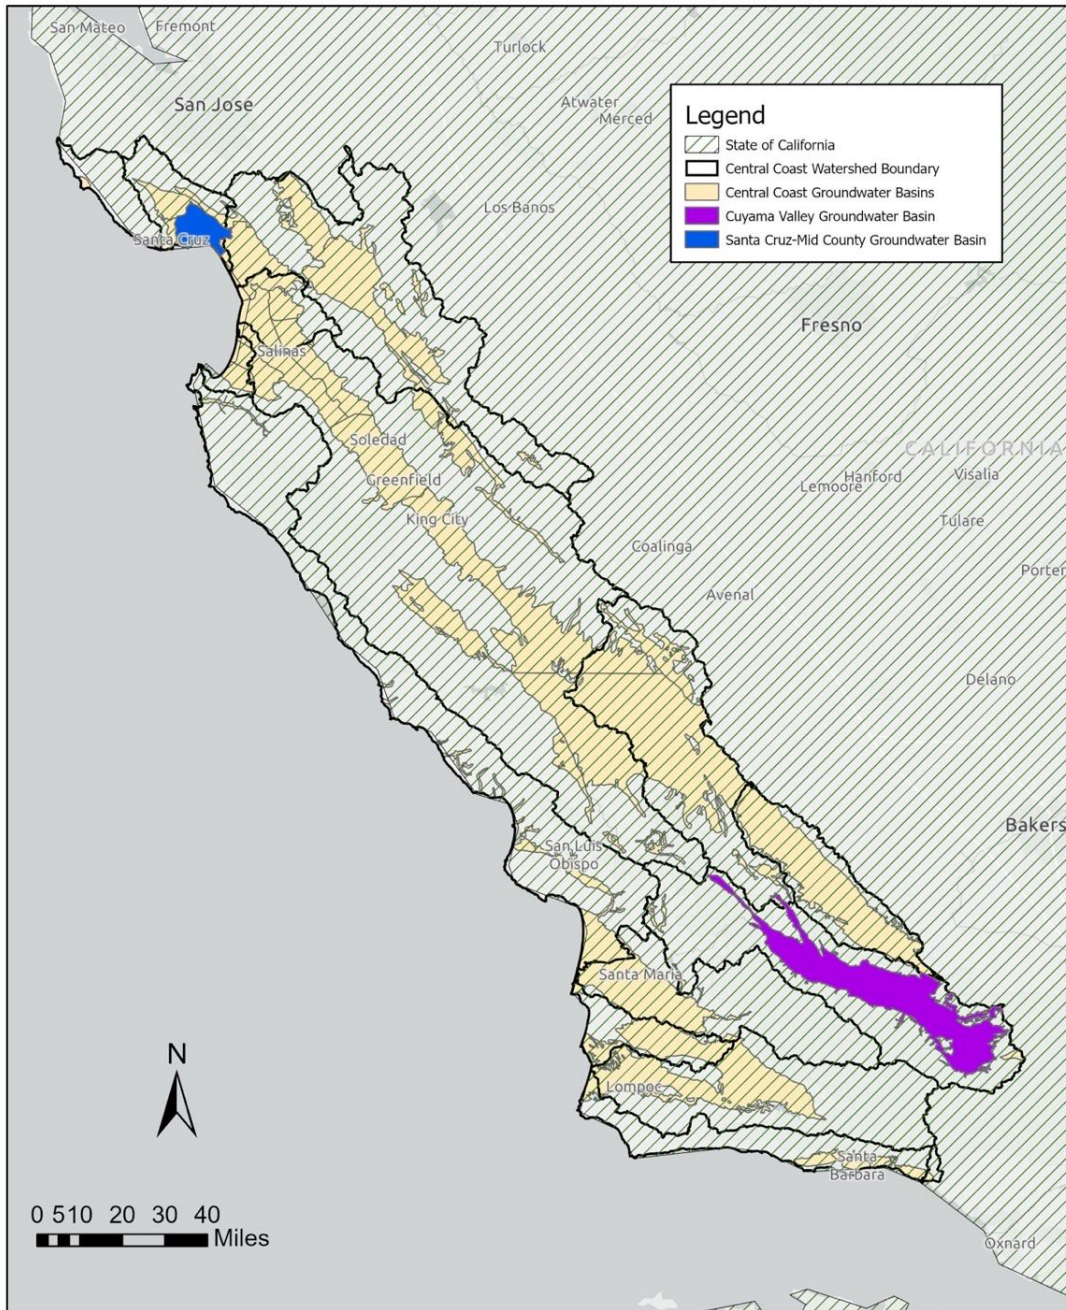 San Mateo
Fremont
Turlock
San José
Atwater
Merced
Los Banos
Legend
State of California
Central Coast Watershed Boundary
Central Coast Groundwater Basins
Cuyama Valley Groundwater Basin
Santa Cruz-Mid County Groundwater Basin
Santa Cruz
Fresno
Salinas
Soledad
CALIFORNIA
Greenfield
Hanford
Visalia
Lemoore
King City
Tulare
Coalinga
Porter
Avenal
Delano
Bakers
San Luis
Obispo
Santa Maria
N
Lompoc
Santa
Barbara
0 5 10 20 30 40
Miles
Oxnard